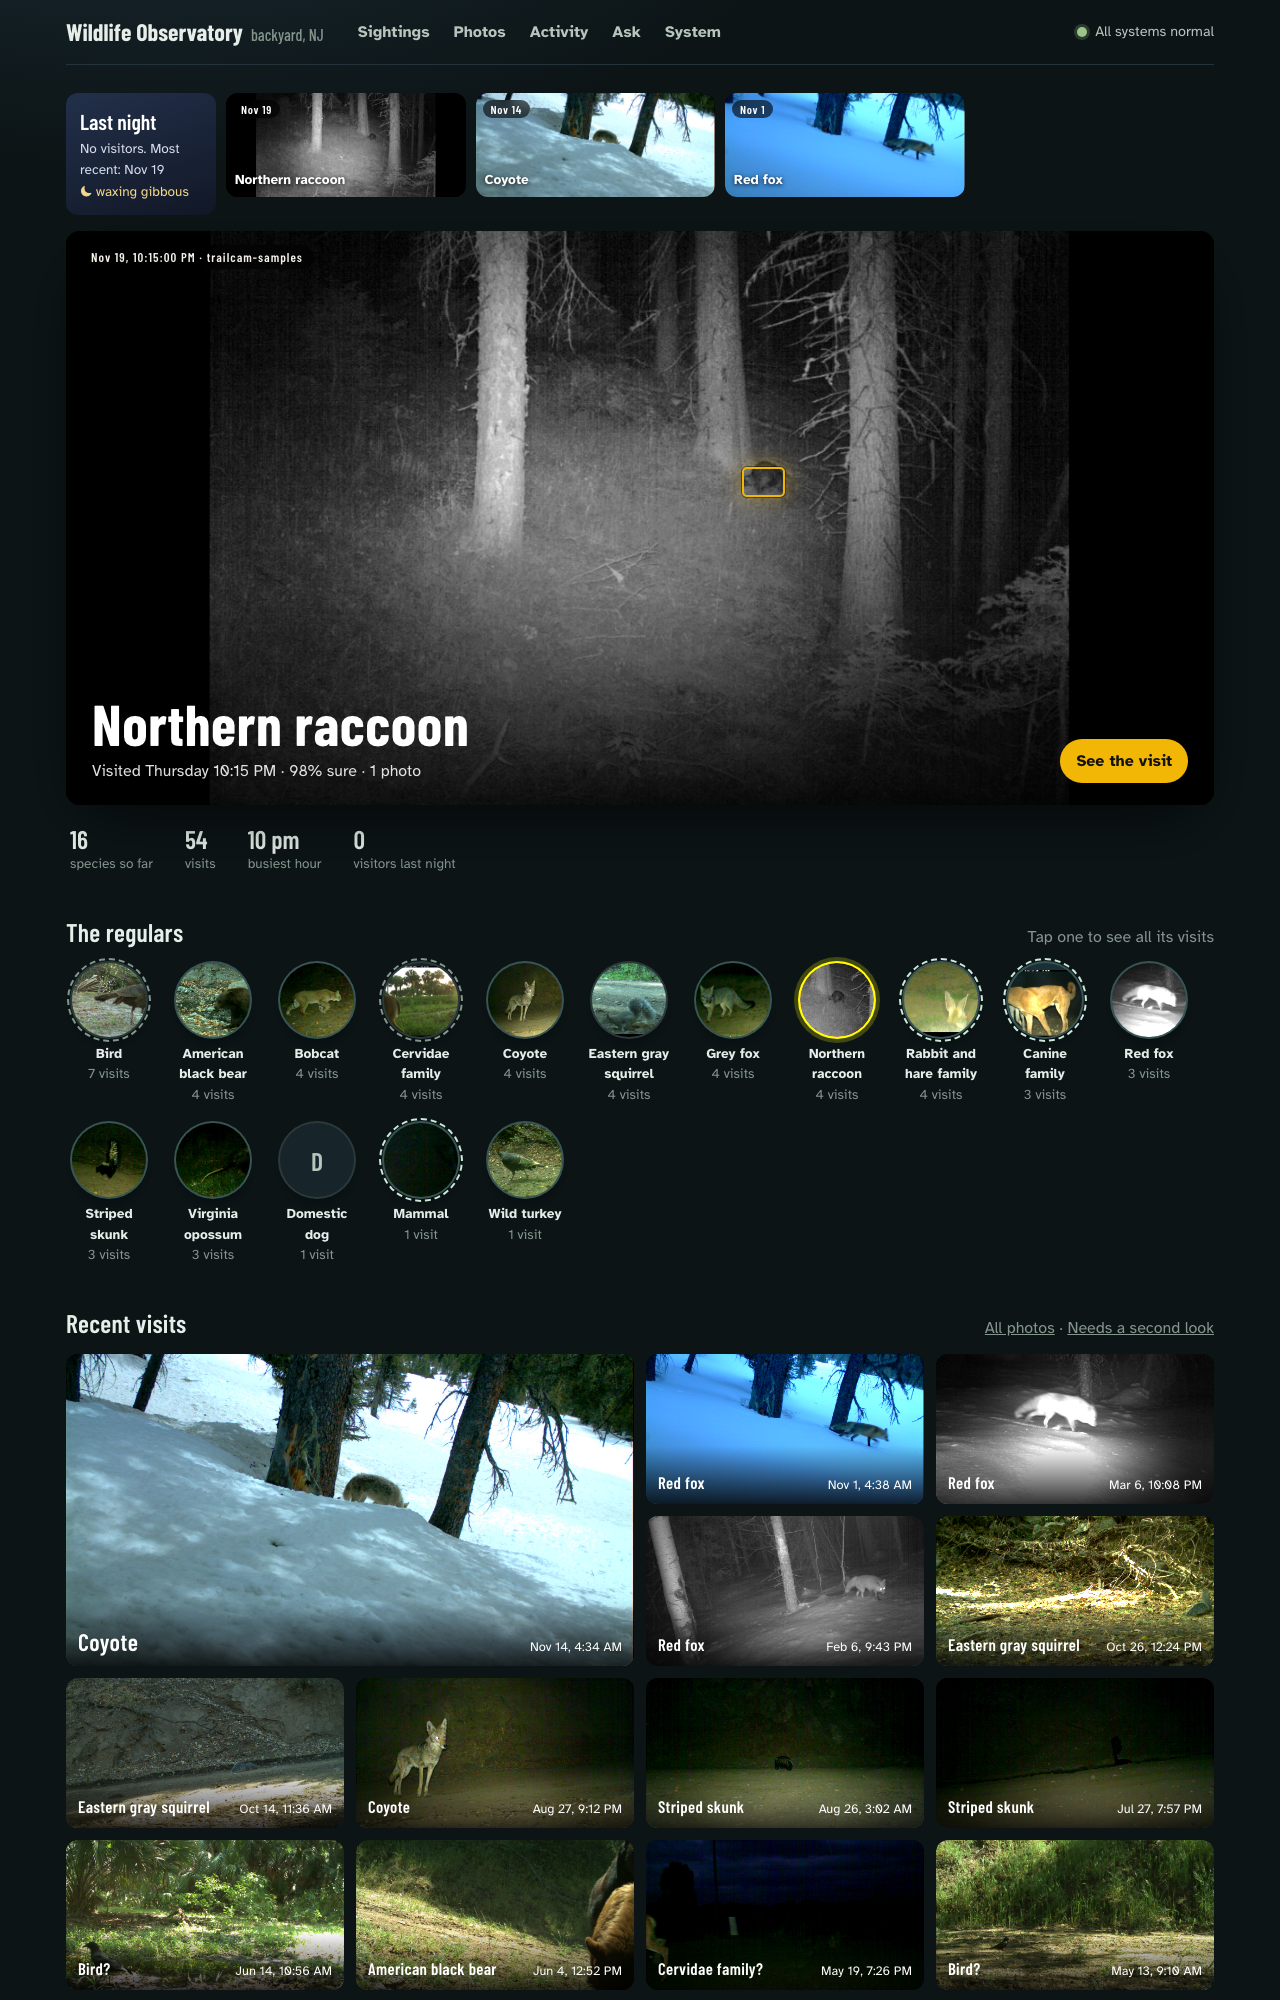 Wildlife Observatory backyard, NJ Sightings Photos Activity Ask System All systems normal
Last night
No visitors. Most
recent: Nov 19
waxing gibbous
Nov 19
Northern raccoon
Nov 14
Coyote
Nov 1
Red fox
Nov 19, 10:15:00 PM · trailcam-samples
Northern raccoon
Visited Thursday 10:15 PM · 98% sure · 1 photo
See the visit
16 54 10 pm 0
species so far visits busiest hour visitors last night
The regulars Tap one to see all its visits
Bird
7 visits
American
black bear
4 visits
Bobcat
4 visits
Cervidae
family
4 visits
Coyote
4 visits
Eastern gray
squirrel
4 visits
Grey fox
4 visits
Northern
raccoon
4 visits
Rabbit and
hare family
4 visits
Canine
family
3 visits
Red fox
3 visits
Striped
skunk
3 visits
Virginia
opossum
3 visits
D
Domestic
dog
1 visit
Mammal
1 visit
Wild turkey
1 visit
Recent visits All photos · Needs a second look
Coyote Nov 14, 4:34 AM
Red fox Nov 1, 4:38 AM
Red fox Mar 6, 10:08 PM
Red fox Feb 6, 9:43 PM
Eastern gray squirrel Oct 26, 12:24 PM
Eastern gray squirrel Oct 14, 11:36 AM
Coyote Aug 27, 9:12 PM
Striped skunk Aug 26, 3:02 AM
Striped skunk Jul 27, 7:57 PM
Bird? Jun 14, 10:56 AM
American black bear Jun 4, 12:52 PM
Cervidae family? May 19, 7:26 PM
Bird? May 13, 9:10 AM